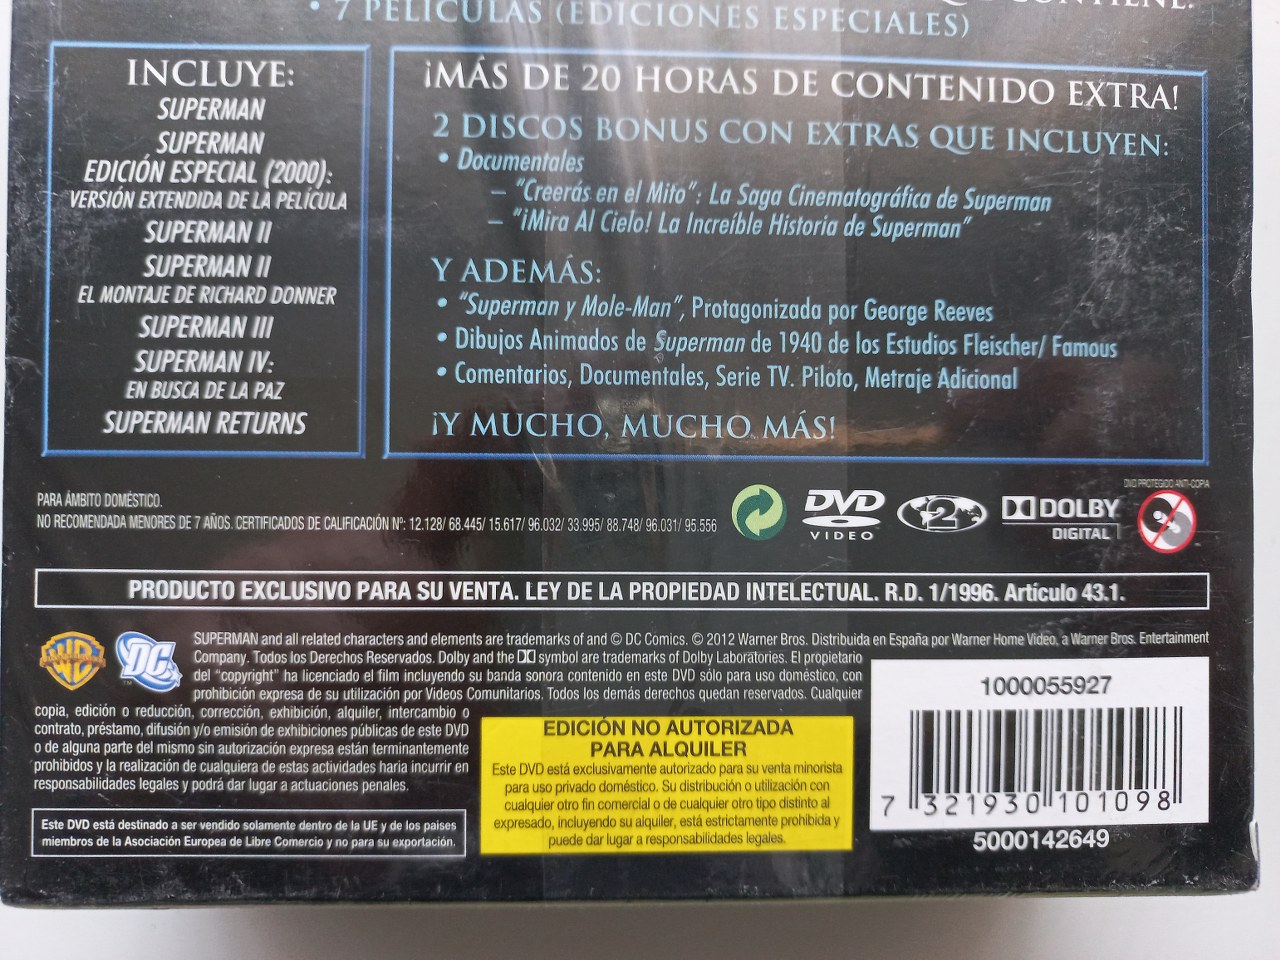 CONTIENE:
• 7 PELÍCULAS (EDICIONES ESPECIALES)
INCLUYE:
SUPERMAN
SUPERMAN
EDICIÓN ESPECIAL (2000):
VERSIÓN EXTENDIDA DE LA PELÍCULA
SUPERMAN II
SUPERMAN II
EL MONTAJE DE RICHARD DONNER
SUPERMAN III
SUPERMAN IV:
EN BUSCA DE LA PAZ
SUPERMAN RETURNS
¡MÁS DE 20 HORAS DE CONTENIDO EXTRA!
2 DISCOS BONUS CON EXTRAS QUE INCLUYEN:
• Documentales
– "Creerás en el Mito": La Saga Cinematográfica de Superman
– "¡Mira Al Cielo! La Increíble Historia de Superman"
Y ADEMÁS:
• "Superman y Mole-Man", Protagonizada por George Reeves
• Dibujos Animados de Superman de 1940 de los Estudios Fleischer/ Famous
• Comentarios, Documentales, Serie TV. Piloto, Metraje Adicional
¡Y MUCHO, MUCHO MÁS!
PARA ÁMBITO DOMÉSTICO.
NO RECOMENDADA MENORES DE 7 AÑOS. CERTIFICADOS DE CALIFICACIÓN Nº: 12.128/ 68.445/ 15.617/ 96.032/ 33.995/ 88.748/ 96.031/ 95.556
DVD
VIDEO
2
DOLBY
DIGITAL
DVD PROTEGIDO ANTI-COPIA
PRODUCTO EXCLUSIVO PARA SU VENTA. LEY DE LA PROPIEDAD INTELECTUAL. R.D. 1/1996. Artículo 43.1.
WB
DC
SUPERMAN and all related characters and elements are trademarks of and © DC Comics. © 2012 Warner Bros. Distribuida en España por Warner Home Video, a Warner Bros. Entertainment
Company. Todos los Derechos Reservados. Dolby and the DD symbol are trademarks of Dolby Laboratories. El propietario
del "copyright" ha licenciado el film incluyendo su banda sonora contenido en este DVD sólo para uso doméstico, con
prohibición expresa de su utilización por Videos Comunitarios. Todos los demás derechos quedan reservados. Cualquier
copia, edición o reducción, corrección, exhibición, alquiler, intercambio o
contrato, préstamo, difusión y/o emisión de exhibiciones públicas de este DVD
o de alguna parte del mismo sin autorización expresa están terminantemente
prohibidos y la realización de cualquiera de estas actividades haria incurrir en
responsabilidades legales y podrá dar lugar a actuaciones penales.
Este DVD está destinado a ser vendido solamente dentro de la UE y de los paises
miembros de la Asociación Europea de Libre Comercio y no para su exportación.
EDICIÓN NO AUTORIZADA
PARA ALQUILER
Este DVD está exclusivamente autorizado para su venta minorista
para uso privado doméstico. Su distribución o utilización con
cualquier otro fin comercial o de cualquier otro tipo distinto al
expresado, incluyendo su alquiler, está estrictamente prohibida y
puede dar lugar a responsabilidades legales.
1000055927
7 321930 101098
5000142649